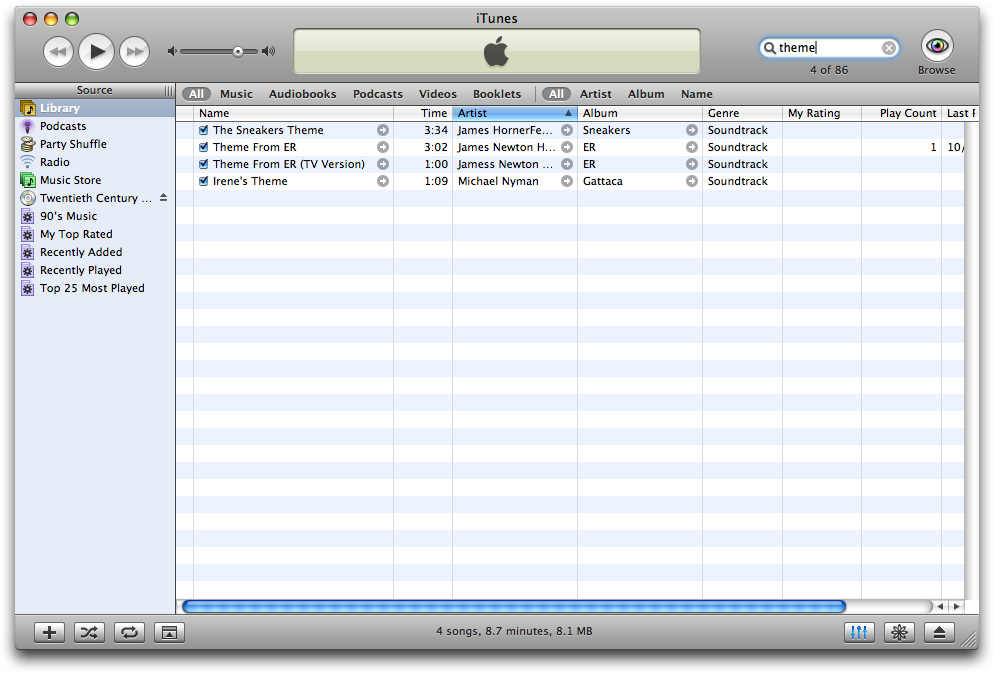 iTunes
theme
4 of 86
Browse
Source
All Music Audiobooks Podcasts Videos Booklets All Artist Album Name
Library
Podcasts
Party Shuffle
Radio
Music Store
Twentieth Century ...
90's Music
My Top Rated
Recently Added
Recently Played
Top 25 Most Played
Name Time Artist Album Genre My Rating Play Count Last
The Sneakers Theme 3:34 James HornerFe... Sneakers Soundtrack
Theme From ER 3:02 James Newton H... ER Soundtrack 1 10/
Theme From ER (TV Version) 1:00 Jamess Newton ... ER Soundtrack
Irene's Theme 1:09 Michael Nyman Gattaca Soundtrack
4 songs, 8.7 minutes, 8.1 MB